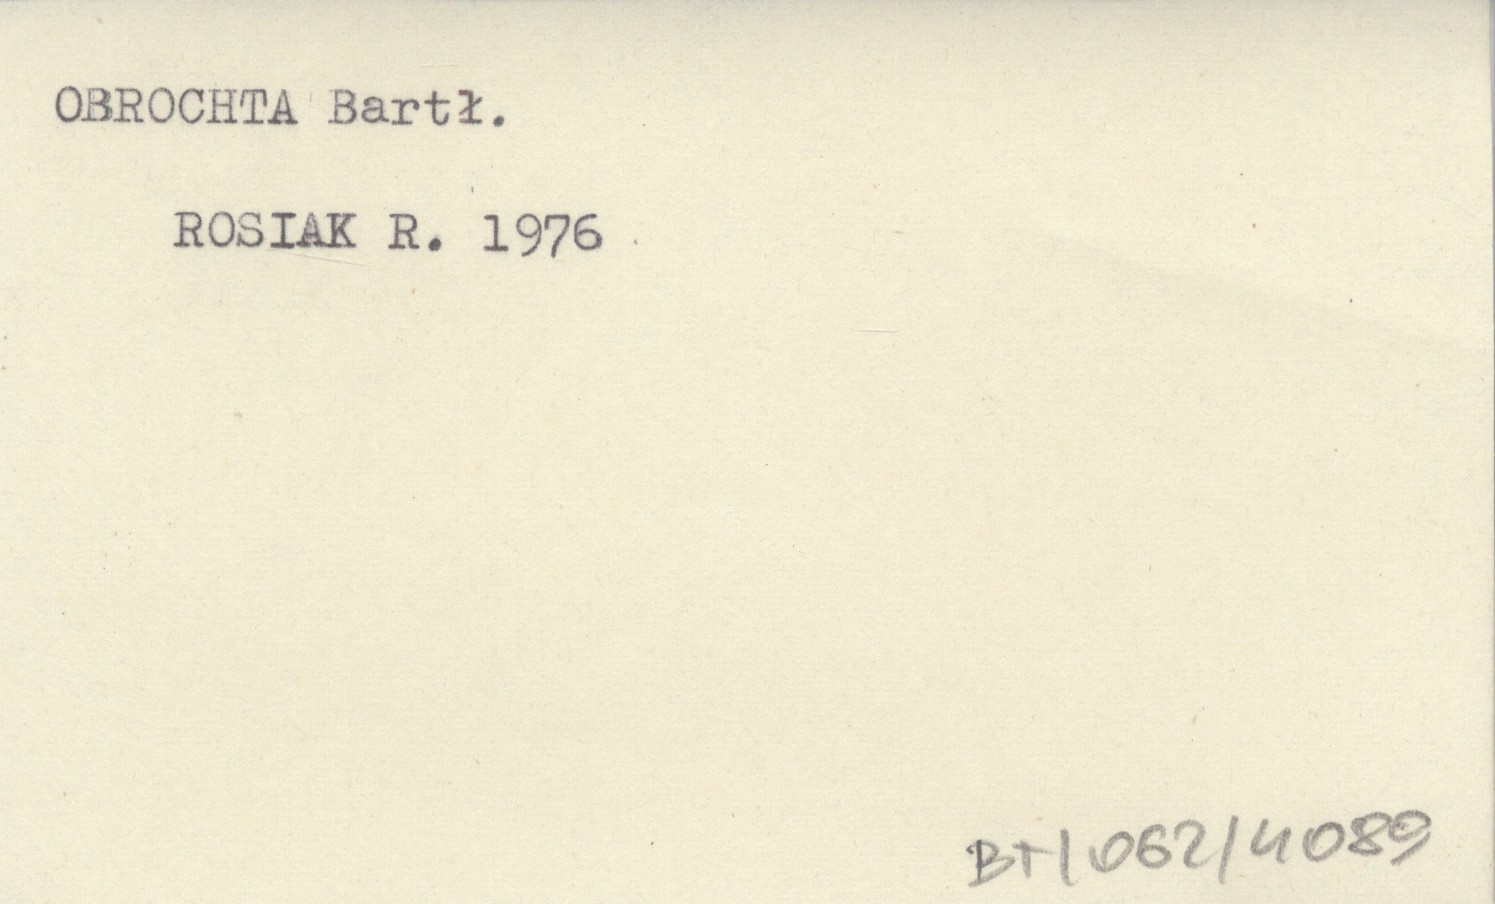 OBROCHTA Bartł.
ROSIAK R. 1976
BT/062/4089